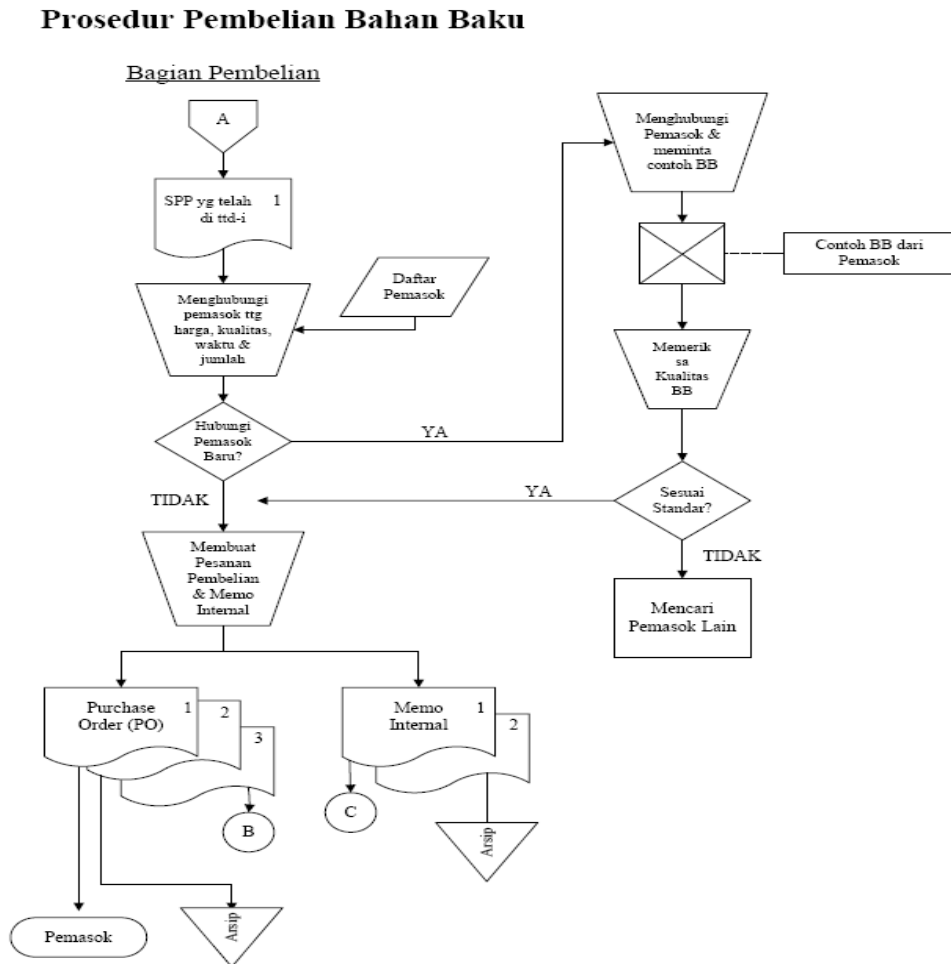 Prosedur Pembelian Bahan Baku
Bagian Pembelian
A
SPP yg telah 1
di ttd-i
Menghubungi
pemasok ttg
harga, kualitas,
waktu &
jumlah
Daftar
Pemasok
Hubungi
Pemasok
Baru?
YA
TIDAK
Membuat
Pesanan
Pembelian
& Memo
Internal
Menghubungi
Pemasok &
meminta
contoh BB
Contoh BB dari
Pemasok
Memerik
sa
Kualitas
BB
Sesuai
Standar?
YA
TIDAK
Mencari
Pemasok Lain
Purchase 1
Order (PO)
2
3
B
Pemasok
Arsip
Memo 1
Internal
2
C
Arsip